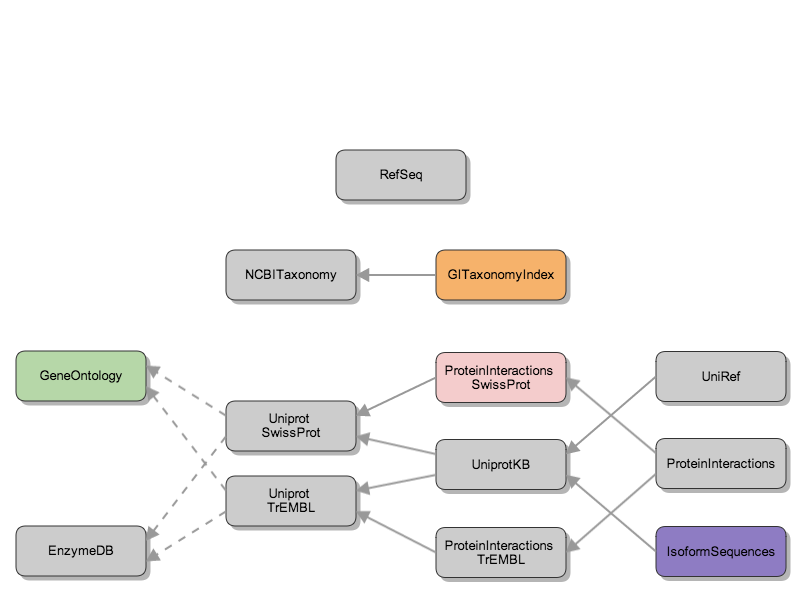 RefSeq
NCBITaxonomy
GITaxonomyIndex
GeneOntology
ProteinInteractions
SwissProt
UniRef
Uniprot
SwissProt
UniprotKB
ProteinInteractions
Uniprot
TrEMBL
EnzymeDB
ProteinInteractions
TrEMBL
IsoformSequences